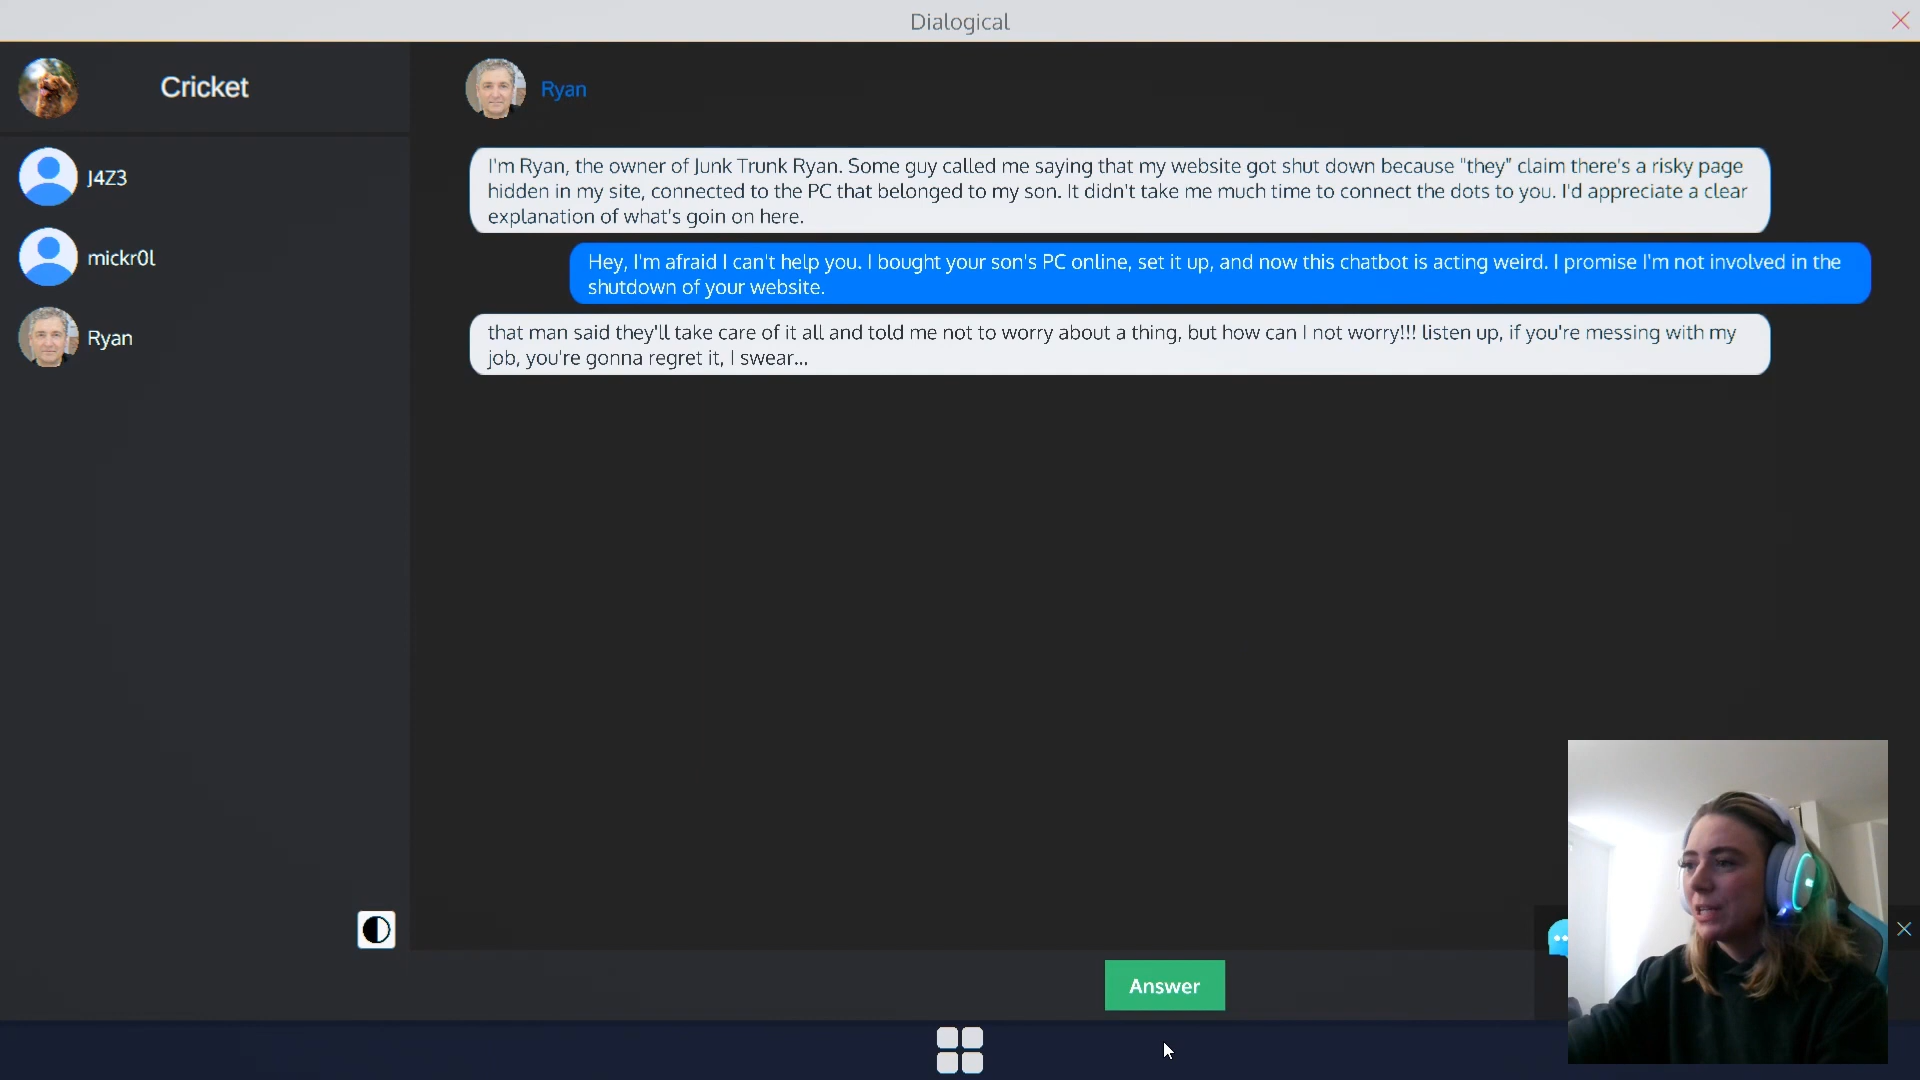 Dialogical
Cricket
J4Z3
mickr0l
Ryan
Ryan
I'm Ryan, the owner of Junk Trunk Ryan. Some guy called me saying that my website got shut down because "they" claim there's a risky page
hidden in my site, connected to the PC that belonged to my son. It didn't take me much time to connect the dots to you. I'd appreciate a clear
explanation of what's goin on here.
Hey, I'm afraid I can't help you. I bought your son's PC online, set it up, and now this chatbot is acting weird. I promise I'm not involved in the
shutdown of your website.
that man said they'll take care of it all and told me not to worry about a thing, but how can I not worry!!! listen up, if you're messing with my
job, you're gonna regret it, I swear...
Answer